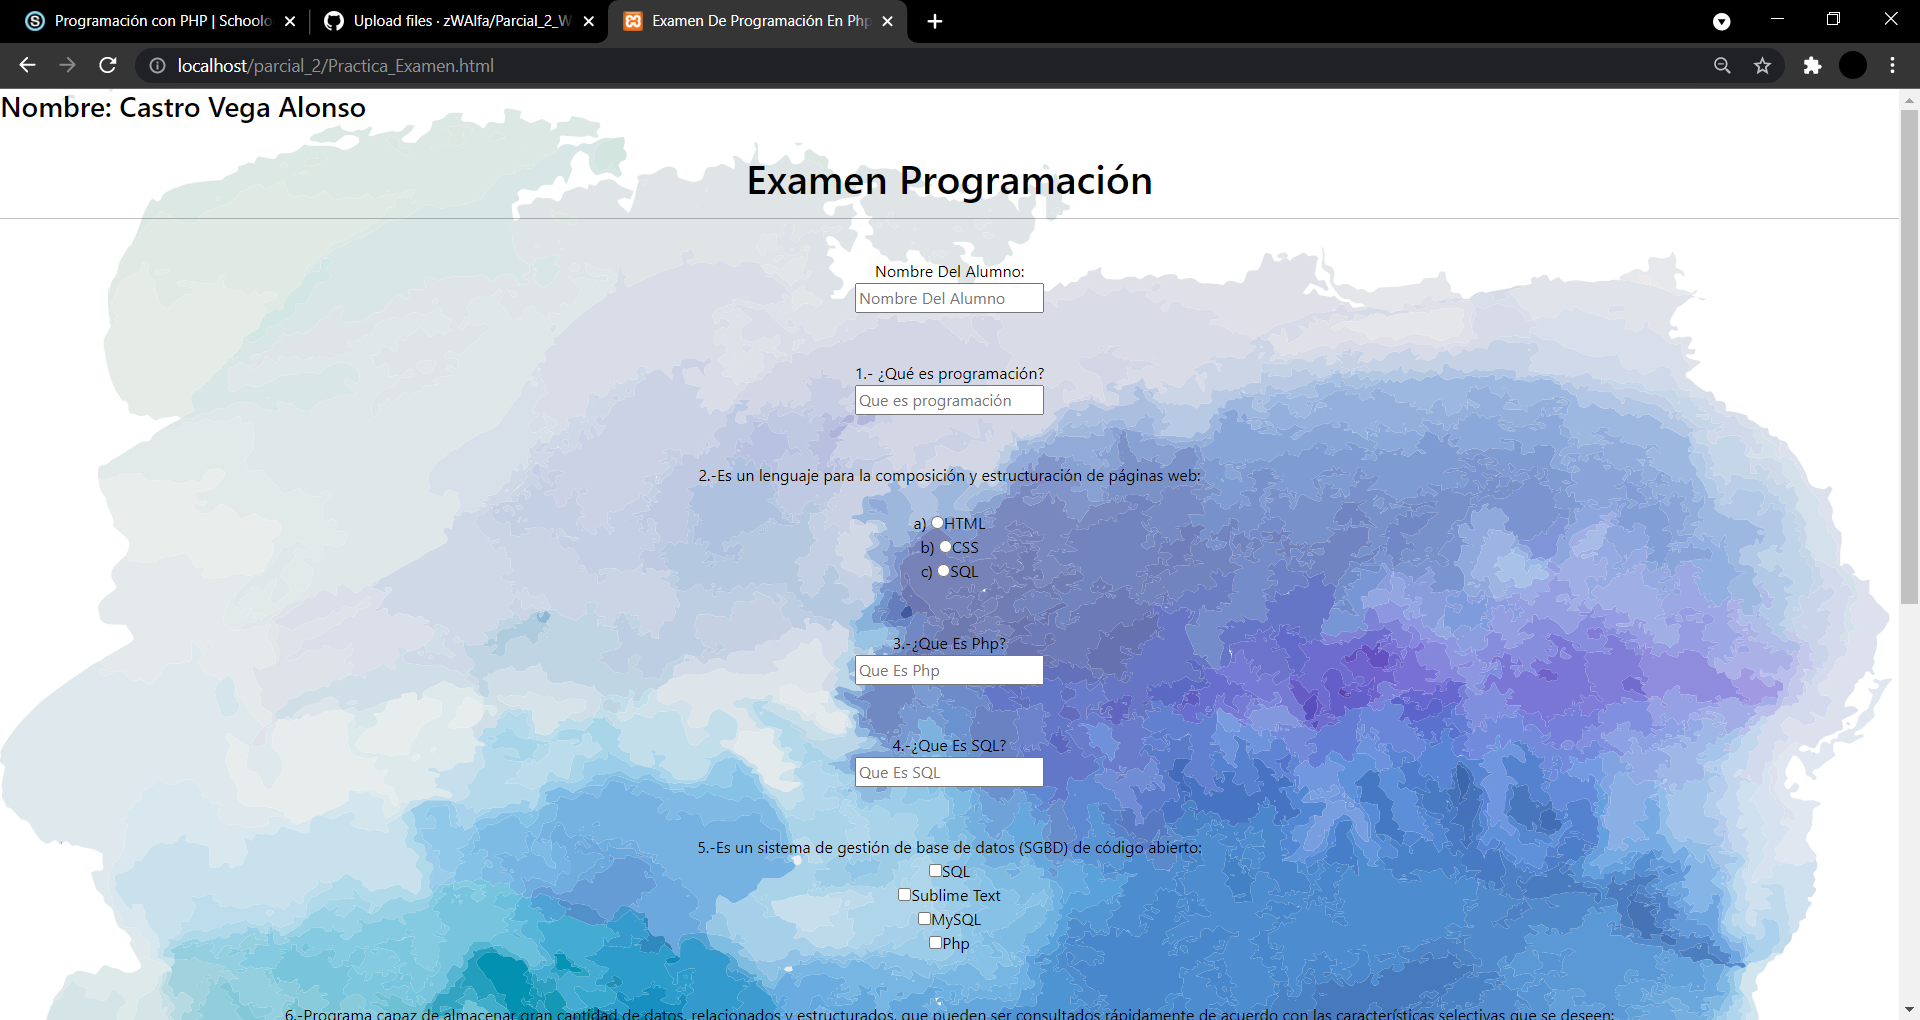 Programación con PHP | Schoolo
Upload files · zWAlfa/Parcial_2_W
Examen De Programación En Php
localhost/parcial_2/Practica_Examen.html
Nombre: Castro Vega Alonso
Examen Programación
Nombre Del Alumno:
Nombre Del Alumno
1.- ¿Qué es programación?
Que es programación
2.-Es un lenguaje para la composición y estructuración de páginas web:
a) HTML
b) CSS
c) SQL
3.-¿Que Es Php?
Que Es Php
4.-¿Que Es SQL?
Que Es SQL
5.-Es un sistema de gestión de base de datos (SGBD) de código abierto:
SQL
Sublime Text
MySQL
Php
6.-Programa capaz de almacenar gran cantidad de datos, relacionados y estructurados, que pueden ser consultados rápidamente de acuerdo con las características selectivas que se deseen: